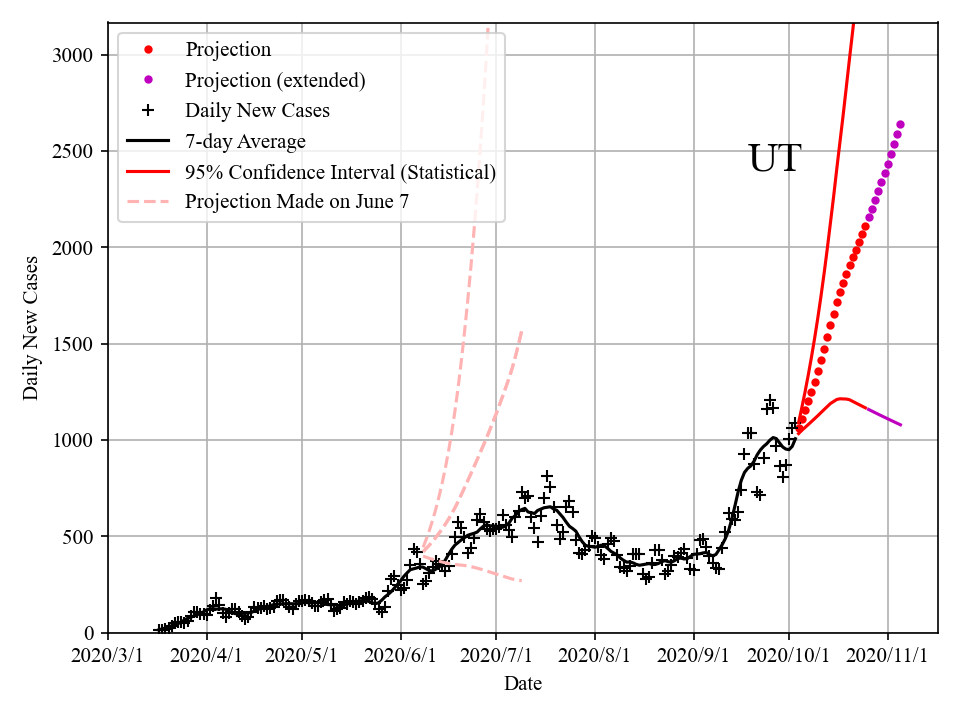 3000
2500
2000
1500
1000
500
0
Daily New Cases
Projection
Projection (extended)
Daily New Cases
7-day Average
95% Confidence Interval (Statistical)
Projection Made on June 7
UT
2020/3/1 2020/4/1 2020/5/1 2020/6/1 2020/7/1 2020/8/1 2020/9/1 2020/10/1 2020/11/1
Date